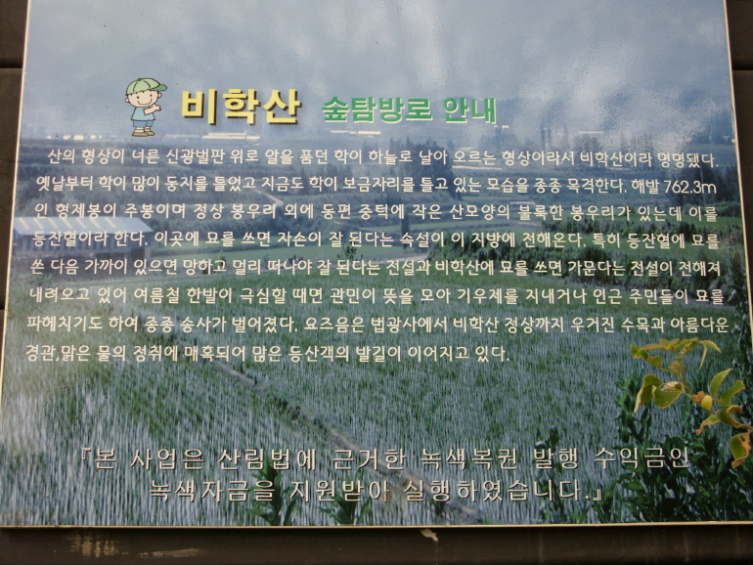 비학산 숲탐방로 안내
산의 형상이 너른 신광벌판 위로 알을 품던 학이 하늘로 날아 오르는 형상이라서 비학산이라 명명됐다.
옛날부터 학이 많이 둥지를 틀었고 지금도 학이 보금자리를 틀고 있는 모습을 종종 목격한다. 해발 762.3m
인 형제봉이 주봉이며 정상 봉우리 외에 동편 중턱에 작은 산모양의 불룩한 봉우리가 있는데 이를
등잔혈이라 한다. 이곳에 묘를 쓰면 자손이 잘 된다는 속설이 이 지방에 전해온다. 특히 등잔혈에 묘를
쓴 다음 가까이 있으면 망하고 멀리 떠나야 잘 된다는 전설과 비학산에 묘를 쓰면 가문다는 전설이 전해져
내려오고 있어 여름철 한발이 극심할 때면 관민이 뜻을 모아 기우제를 지내거나 인근 주민들이 묘를
파헤치기도 하여 종종 송사가 벌어졌다. 요즈음은 법광사에서 비학산 정상까지 우거진 수목과 아름다운
경관,맑은 물의 정취에 매혹되어 많은 등산객의 발길이 이어지고 있다.
『본 사업은 산림법에 근거한 녹색복권 발행 수익금인
녹색자금을 지원받아 실행하였습니다.』